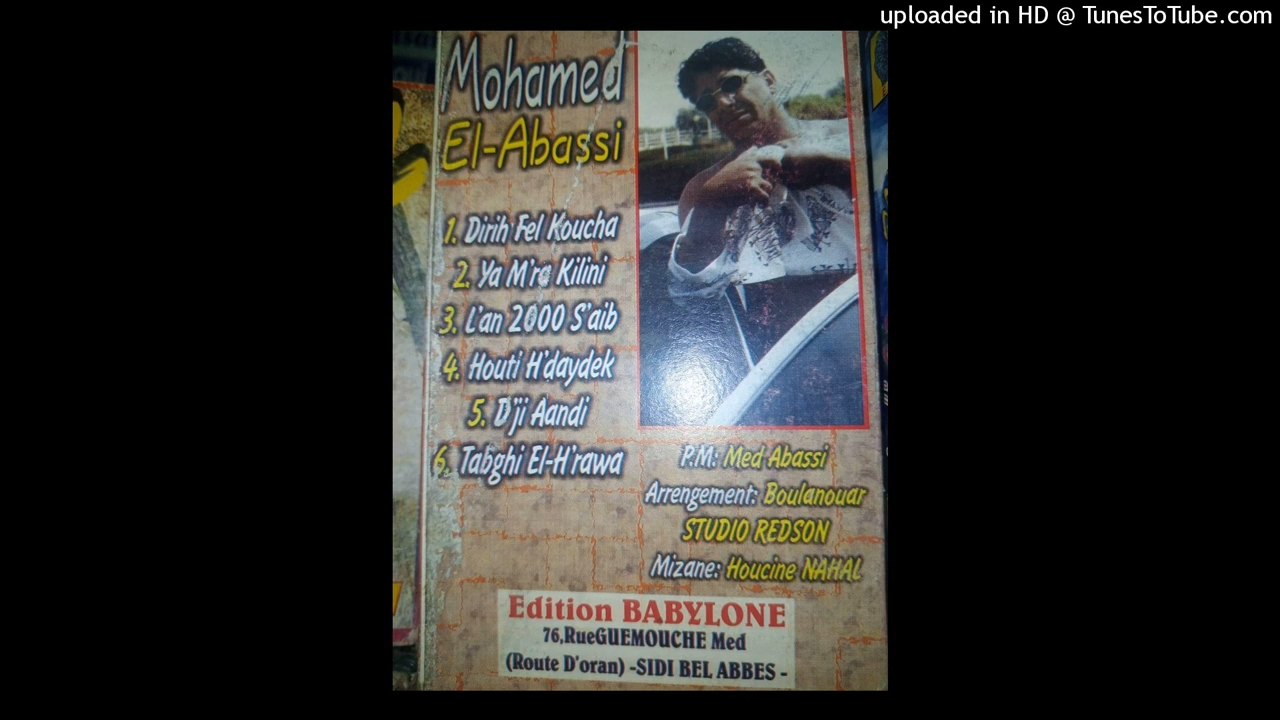 uploaded in HD @ TunesToTube.com
Mohamed
El-Abassi
1. Dirih Fel Koucha
2. Ya M'ra Kilini
3. L'an 2000 S'aib
4. Houti H'daydek
5. D'ji Aandi
6. Tabghi El-H'rawa
P.M: Med Abassi
Arrengement: Boulanouar
STUDIO REDSON
Mizane: Houcine NAHAL
Edition BABYLONE
76,RueGUEMOUCHE Med
(Route D'oran) -SIDI BEL ABBES -